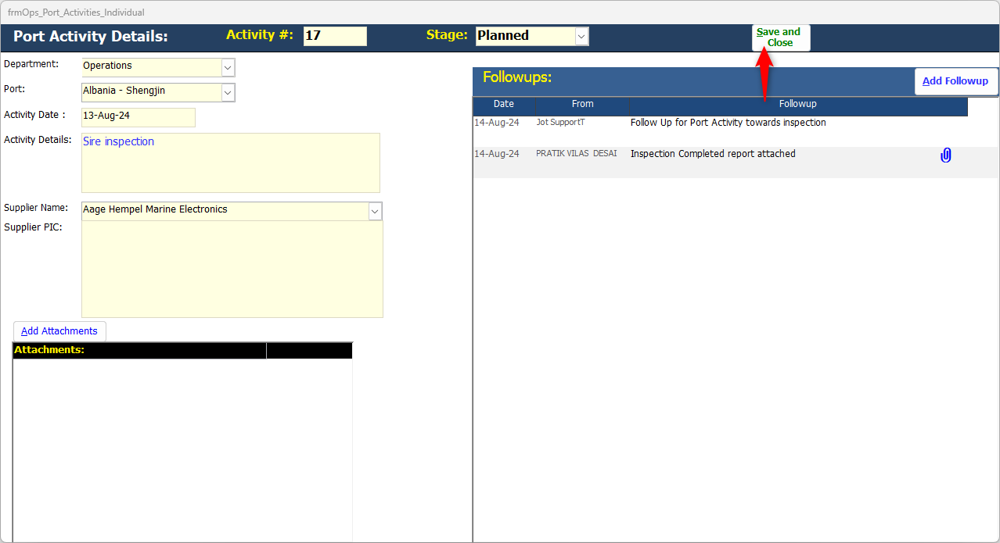 frmOps_Port_Activities_Individual
Port Activity Details:
Activity #: 17
Stage: Planned
Save and Close
Department: Operations
Port: Albania - Shengjin
Activity Date : 13-Aug-24
Activity Details: Sire inspection
Supplier Name: Aage Hempel Marine Electronics
Supplier PIC:
Add Attachments
Attachments:
Followups:
Add Followup
Date From Followup
14-Aug-24 Jot SupportT Follow Up for Port Activity towards inspection
14-Aug-24 PRATIK VILAS DESAI Inspection Completed report attached